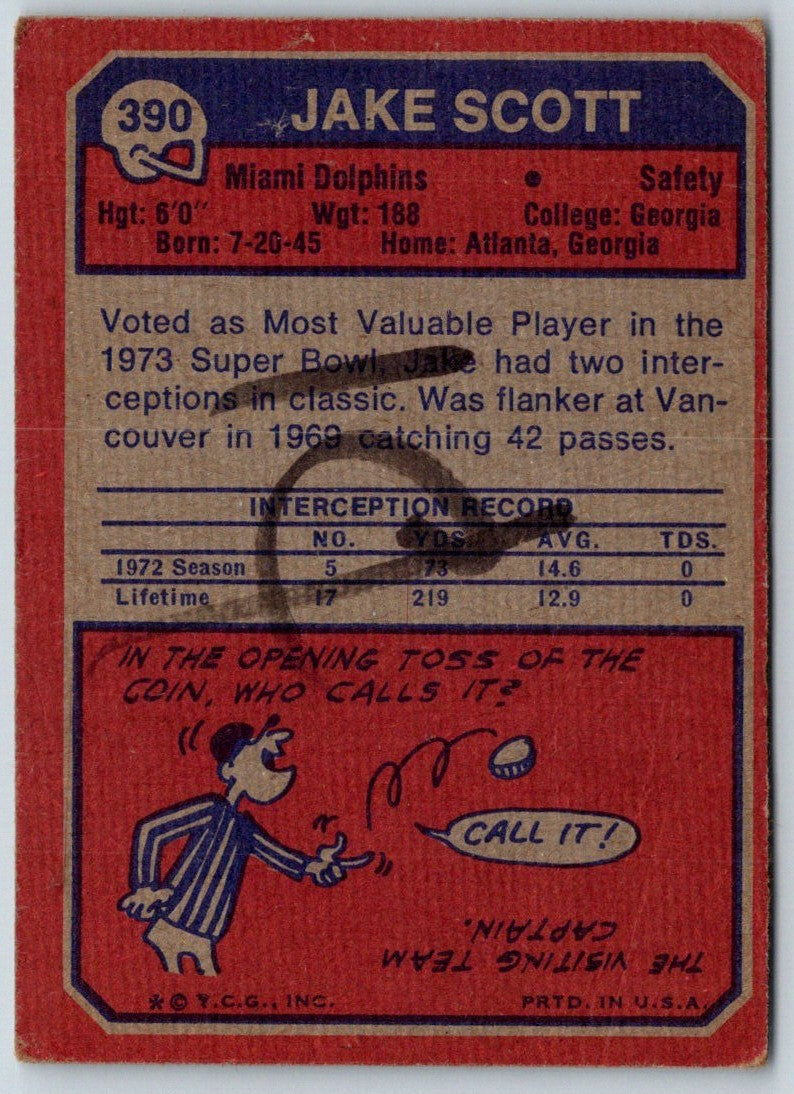 390
JAKE SCOTT
Miami Dolphins • Safety
Hgt: 6'0" Wgt: 188 College: Georgia
Born: 7-20-45 Home: Atlanta, Georgia
Voted as Most Valuable Player in the
1973 Super Bowl, Jake had two inter-
ceptions in classic. Was flanker at Van-
couver in 1969 catching 42 passes.
INTERCEPTION RECORD
NO. YDS. AVG. TDS.
1972 Season 5 73 14.6 0
Lifetime 17 219 12.9 0
IN THE OPENING TOSS OF THE
COIN, WHO CALLS IT?
CALL IT!
THE VISITING TEAM
CAPTAIN.
*© T.C.G., INC. PRTD. IN U.S.A.